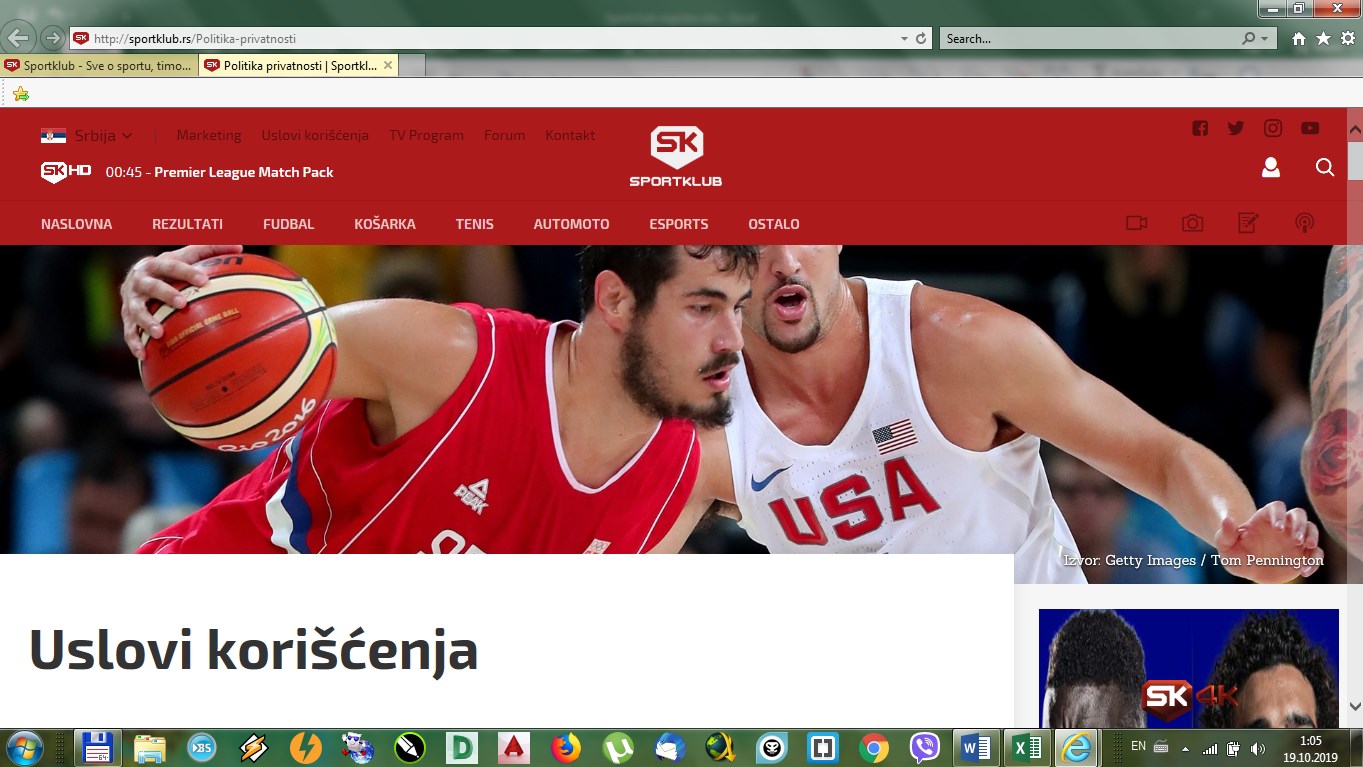 http://sportklub.rs/Politika-privatnosti
Search...
Sportklub - Sve o sportu, timo...
Politika privatnosti | Sportkl...
Srbija
Marketing
Uslovi korišćenja
TV Program
Forum
Kontakt
SK
SPORTKLUB
SK HD
00:45 - Premier League Match Pack
NASLOVNA
REZULTATI
FUDBAL
KOŠARKA
TENIS
AUTOMOTO
ESPORTS
OSTALO
Rio 2016
PEAK
USA
Izvor: Getty Images / Tom Pennington
Uslovi korišćenja
SK 4K
EN
1:05
19.10.2019